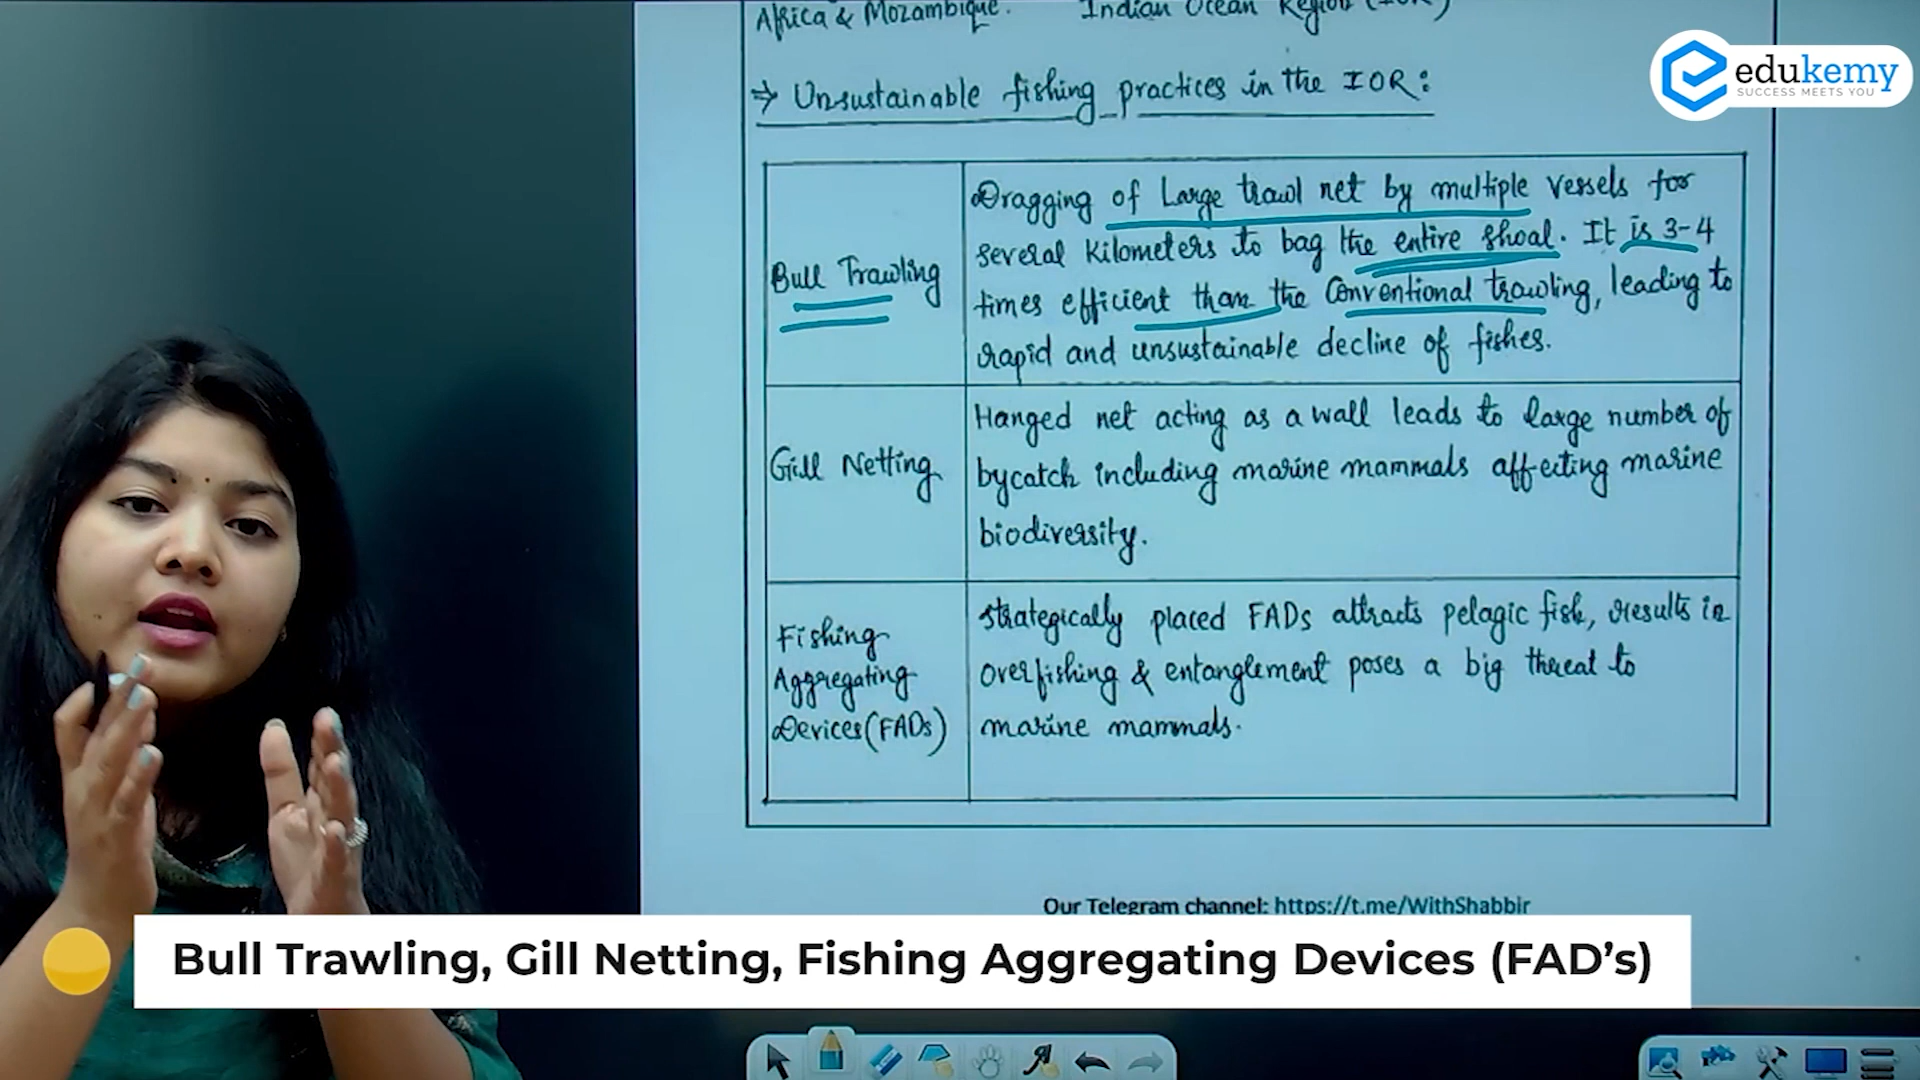 Africa & Mozambique. Indian Ocean Region (IOR)
edukemy
SUCCESS MEETS YOU
⇒ Unsustainable fishing practices in the IOR:
Bull Trawling
Dragging of Large trawl net by multiple vessels for
several kilometers to bag the entire shoal. It is 3-4
times efficient than the Conventional trawling, leading to
rapid and unsustainable decline of fishes.
Gill Netting
Hanged net acting as a wall leads to large number of
bycatch including marine mammals affecting marine
biodiversity.
Fishing
Aggregating
Devices (FADs)
Strategically placed FADs attracts pelagic fish, results in
overfishing & entanglement poses a big threat to
marine mammals.
Our Telegram channel: https://t.me/WithShabbir
Bull Trawling, Gill Netting, Fishing Aggregating Devices (FAD’s)